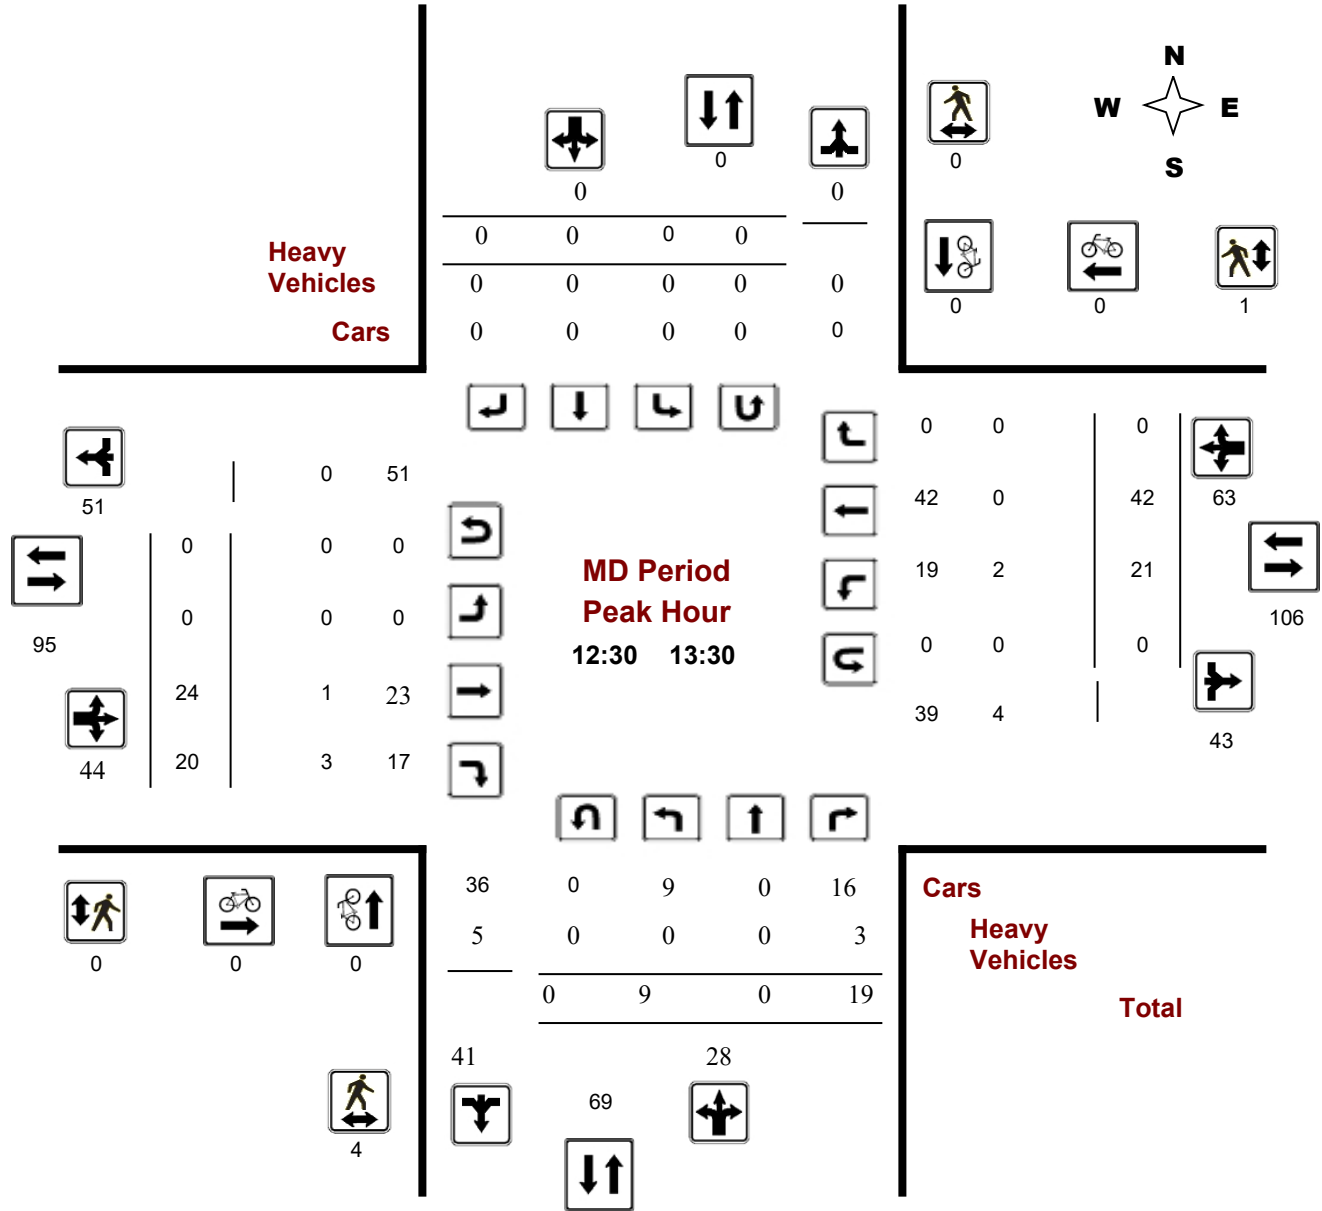 N
W E
S
0
0
0 0
0 0 0 0
Heavy
Vehicles
0 0 0 0 0
Cars
0 0 0 0 0
0 0 1
0 0 0
0 51
51
42 0 42 63
0 0 0
MD Period
19 2 21
Peak Hour
0 0 0
106
95
12:30 13:30
0 0 0
24 1 23
39 4
43
44
20 3 17
36 0 9 0 16
Cars
5 0 0 0 3
Heavy
Vehicles
0 0 0
0 9 0 19
Total
41 28
69
4